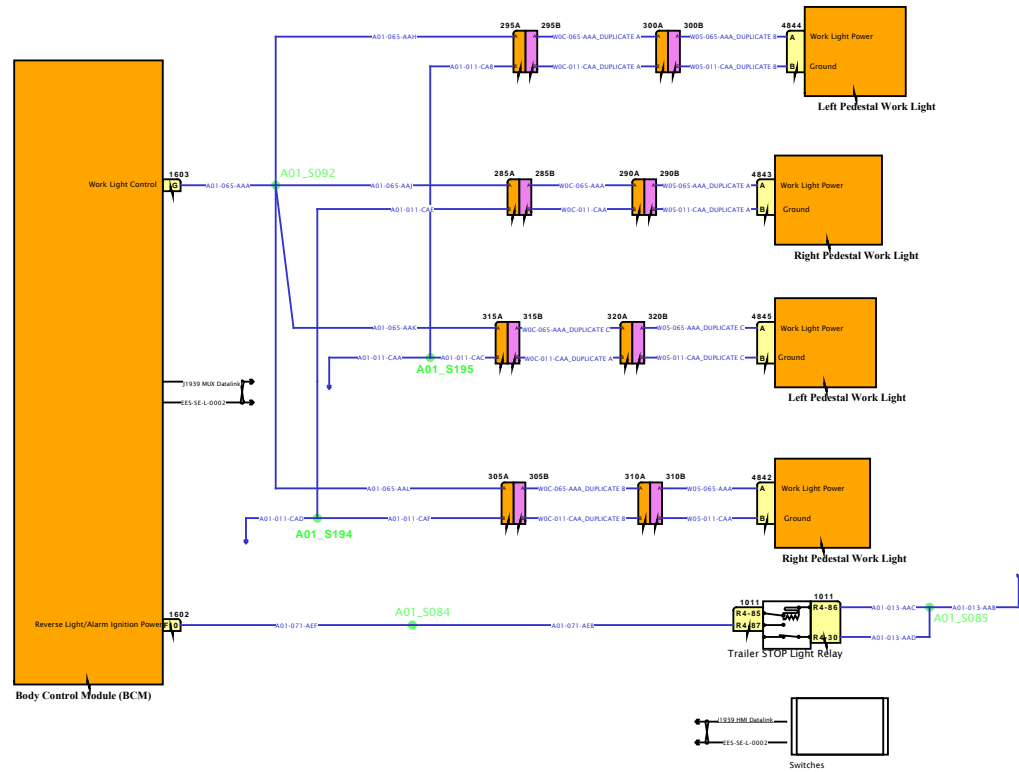 295A 295B
300A 300B
4844
A01-065-AAH
W0C-065-AAA_DUPLICATE A
W05-065-AAA_DUPLICATE B
A Work Light Power
A01-011-CAB
W0C-011-CAA_DUPLICATE A
W05-011-CAA_DUPLICATE B
B Ground
Left Pedestal Work Light
1603
A01_S092
285A 285B
290A 290B
4843
Work Light Control
G
A01-065-AAA
A01-065-AAJ
W0C-065-AAA
W05-065-AAA_DUPLICATE A
A Work Light Power
A01-011-CAE
W0C-011-CAA
W05-011-CAA_DUPLICATE A
B Ground
Right Pedestal Work Light
315A 315B
320A 320B
4845
A01-065-AAK
W0C-065-AAA_DUPLICATE C
W05-065-AAA_DUPLICATE C
A Work Light Power
A01-011-CAA
A01-011-CAC
W0C-011-CAA_DUPLICATE A
W05-011-CAA_DUPLICATE C
B Ground
A01_S195
J1939 MUX Datalink
EES-SE-L-0002
Left Pedestal Work Light
305A 305B
310A 310B
4842
A01-065-AAL
W0C-065-AAA_DUPLICATE B
W05-065-AAA
A Work Light Power
A01-011-CAD
A01-011-CAF
W0C-011-CAA_DUPLICATE B
W05-011-CAA
B Ground
A01_S194
Right Pedestal Work Light
1602
A01_S084
1011
1011
Reverse Light/Alarm Ignition Power
A01-071-AEF
A01-071-AEB
R4-85
R4-87
R4-86
R4-30
A01-013-AAC
A01-013-AAB
A01_S085
A01-013-AAD
Trailer STOP Light Relay
Body Control Module (BCM)
J1939 HMI Datalink
EES-SE-L-0002
Switches